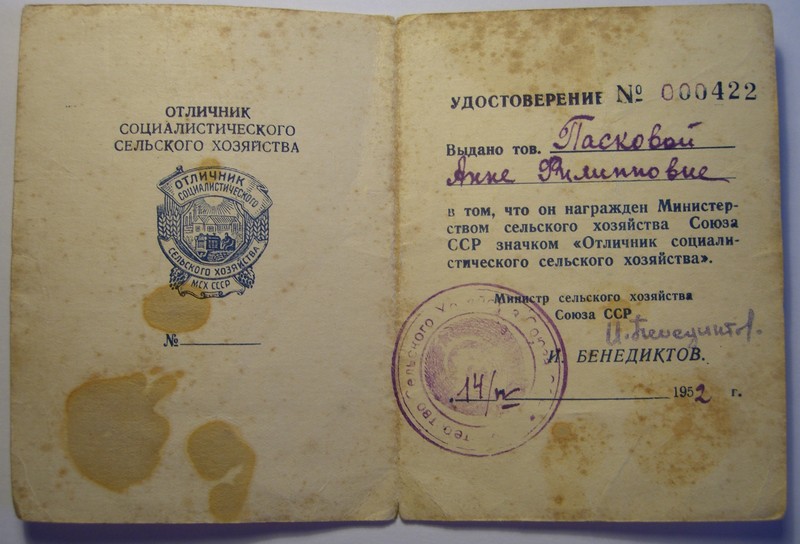 ОТЛИЧНИК
СОЦИАЛИСТИЧЕСКОГО
СЕЛЬСКОГО ХОЗЯЙСТВА
ОТЛИЧНИК
СОЦИАЛИСТИЧЕСКОГО
СЕЛЬСКОГО ХОЗЯЙСТВА
МСХ СССР
№
УДОСТОВЕРЕНИЕ № 000422
Выдано тов. Пасковой
Анне Филипповне
в том, что он награжден Министер-
ством сельского хозяйства Союза
ССР значком «Отличник социали-
стического сельского хозяйства».
Министр сельского хозяйства
Союза ССР
И. Бенедиктов.
И. БЕНЕДИКТОВ.
14/IV 1952 г.
сельского